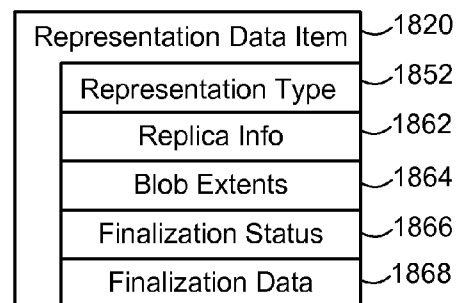 Representation Data Item 1820
Representation Type 1852
Replica Info 1862
Blob Extents 1864
Finalization Status 1866
Finalization Data 1868